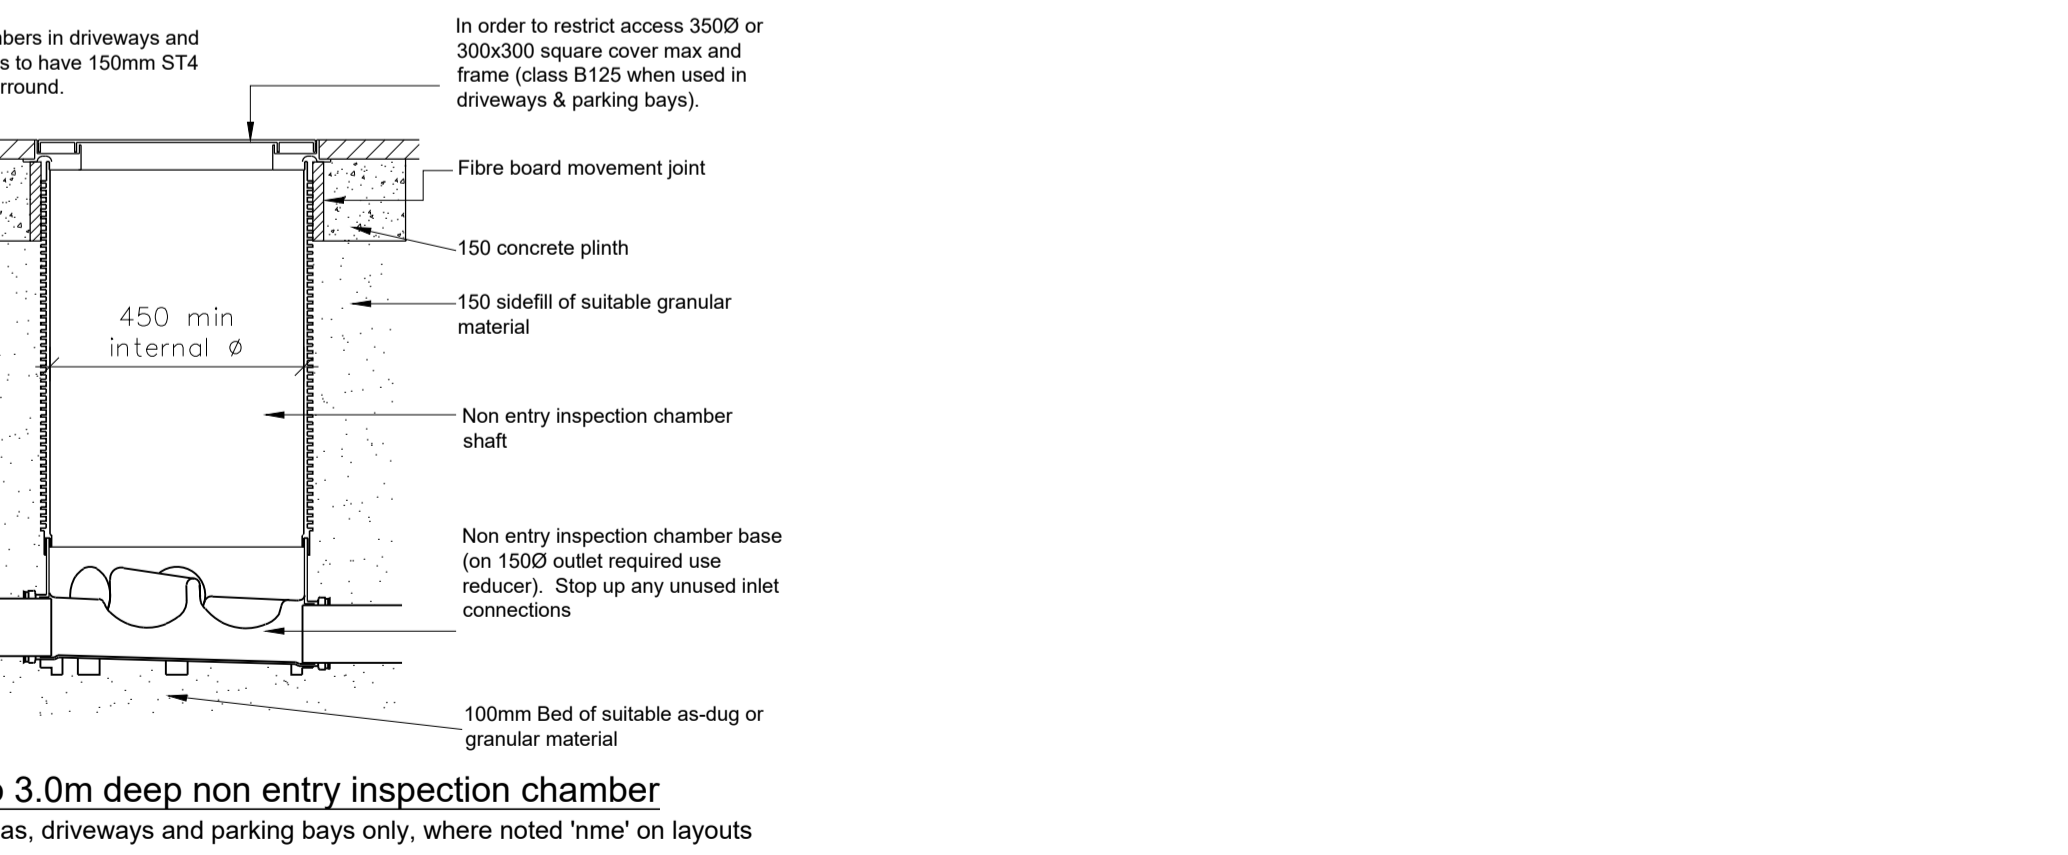 bers in driveways and
s to have 150mm ST4
rround.
In order to restrict access 350Ø or
300x300 square cover max and
frame (class B125 when used in
driveways & parking bays).
Fibre board movement joint
150 concrete plinth
150 sidefill of suitable granular
material
450 min
internal Ø
Non entry inspection chamber
shaft
Non entry inspection chamber base
(on 150Ø outlet required use
reducer).  Stop up any unused inlet
connections
100mm Bed of suitable as-dug or
granular material
3.0m deep non entry inspection chamber
as, driveways and parking bays only, where noted 'nme' on layouts